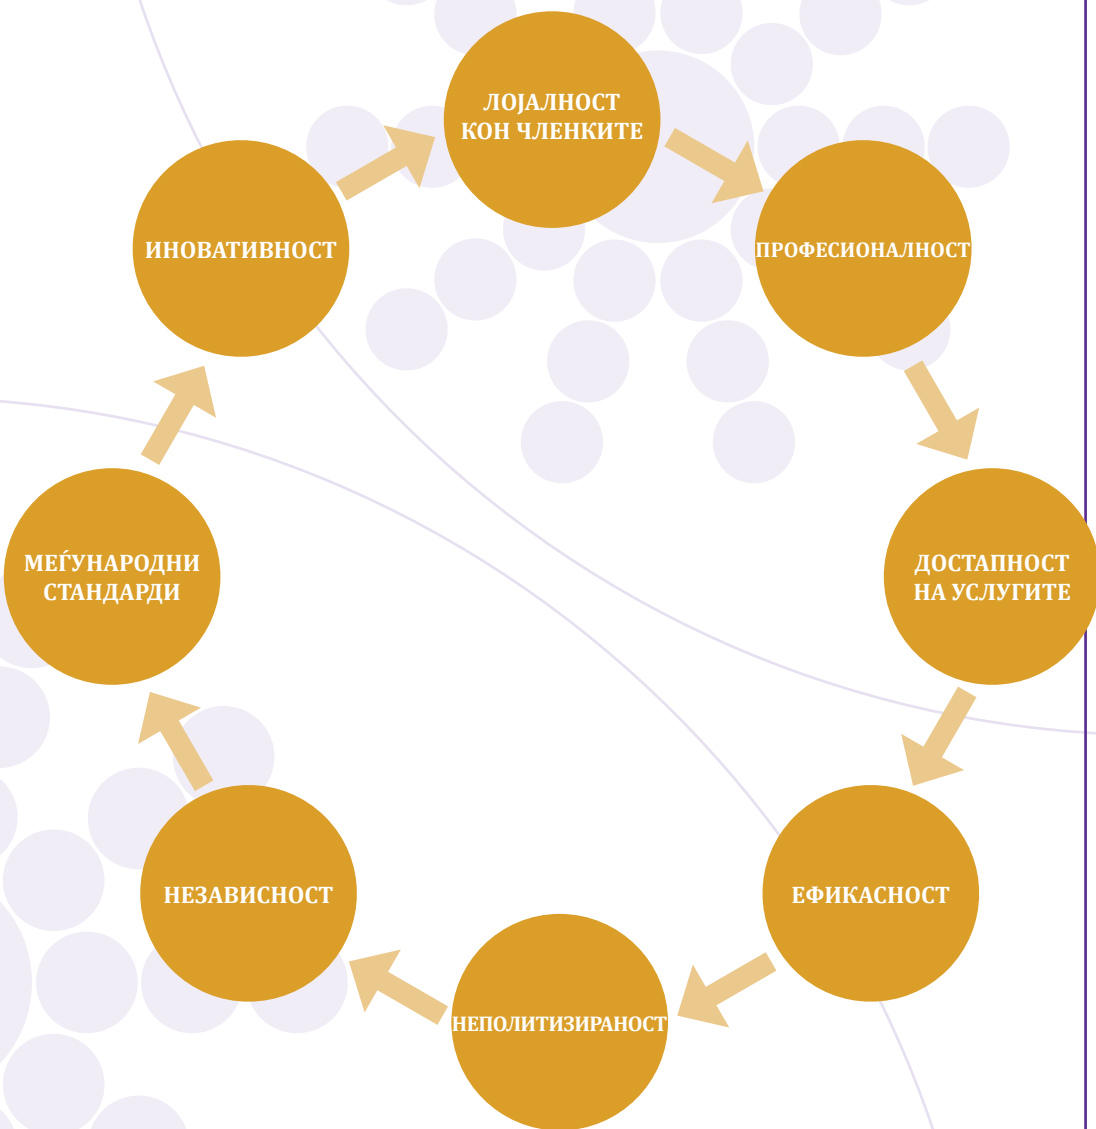 ЛОЈАЛНОСТ
КОН ЧЛЕНКИТЕ
ПРОФЕСИОНАЛНОСТ
ДОСТАПНОСТ
НА УСЛУГИТЕ
ЕФИКАСНОСТ
НЕПОЛИТИЗИРАНОСТ
НЕЗАВИСНОСТ
МЕЃУНАРОДНИ
СТАНДАРДИ
ИНОВАТИВНОСТ